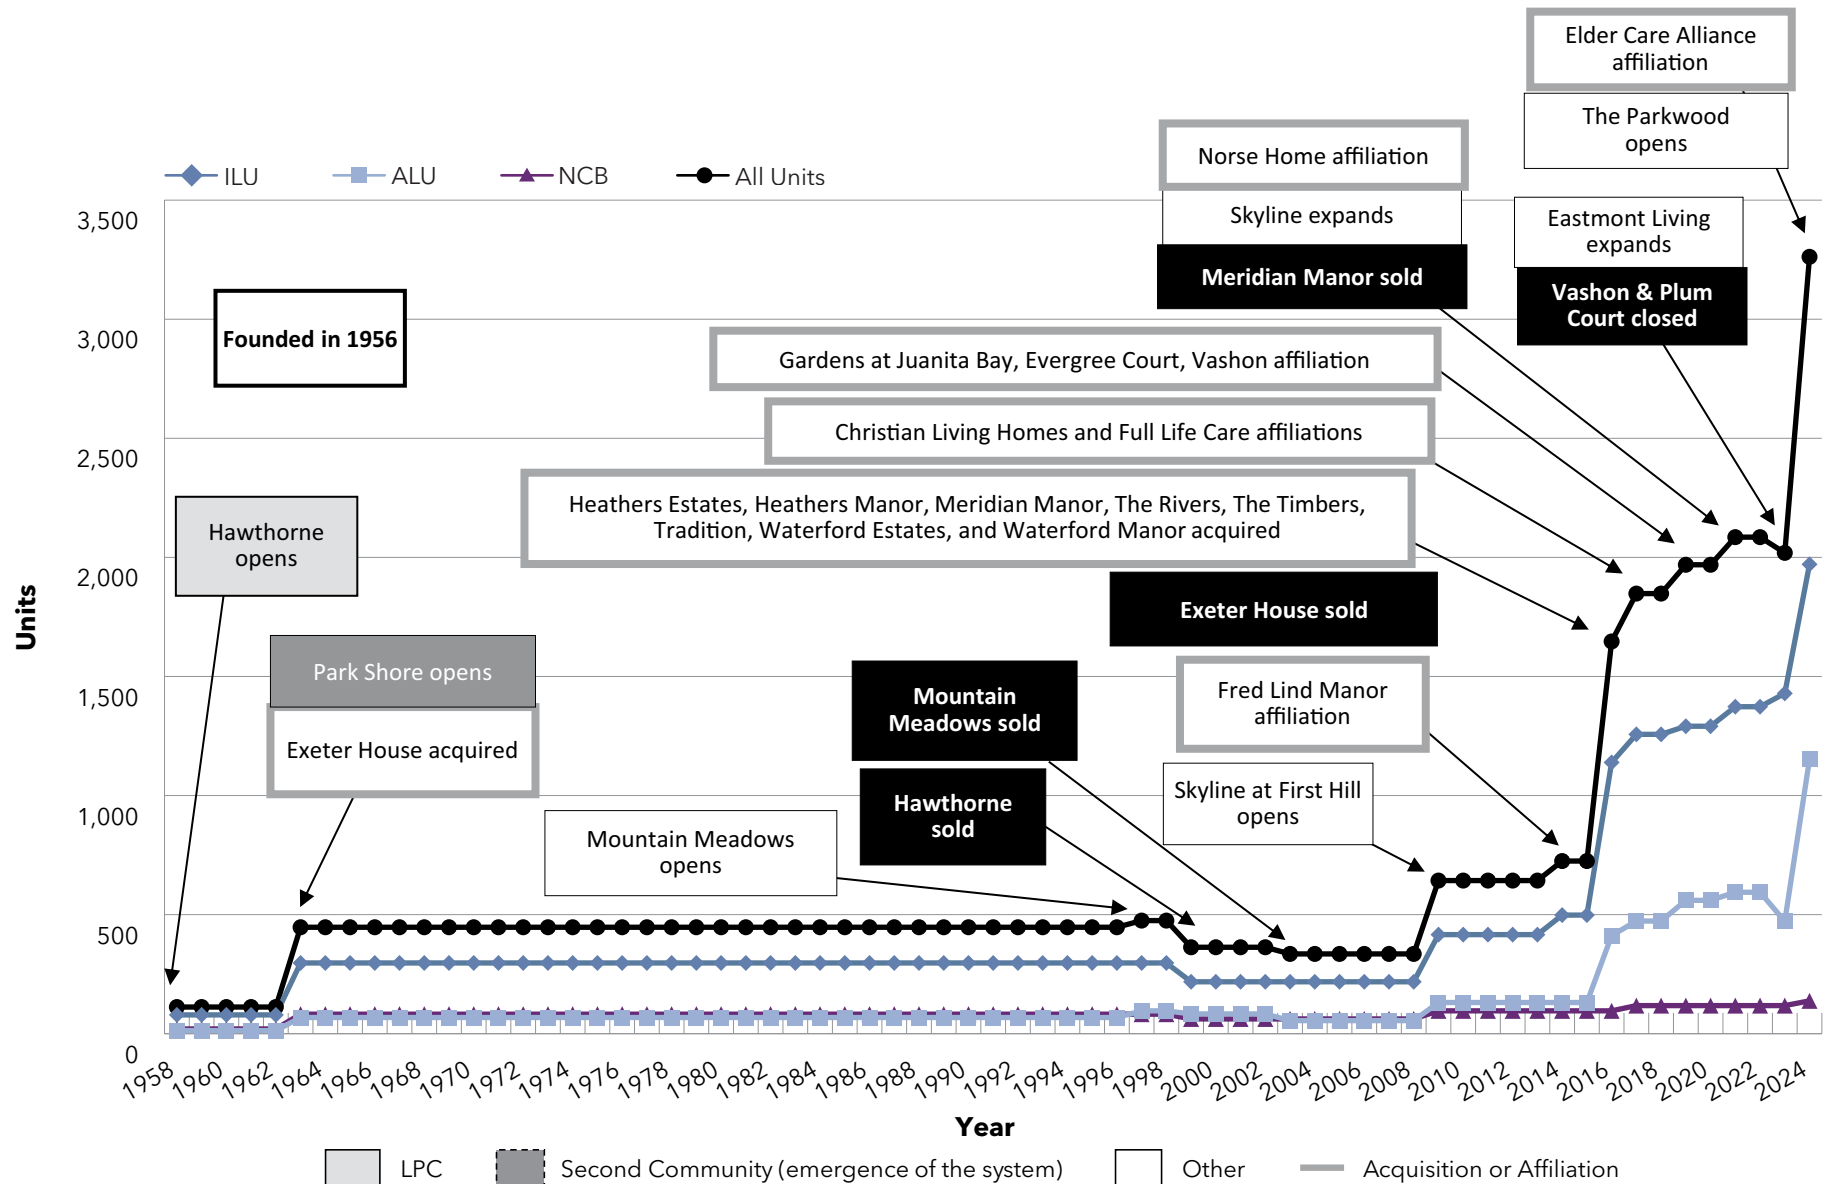 Elder Care Alliance
affiliation
The Parkwood
opens
Norse Home affiliation
Skyline expands
Meridian Manor sold
Eastmont Living
expands
Vashon & Plum
Court closed
ILU
ALU
NCB
All Units
3,500
3,000
2,500
2,000
1,500
1,000
500
0
Units
Founded in 1956
Gardens at Juanita Bay, Evergree Court, Vashon affiliation
Christian Living Homes and Full Life Care affiliations
Heathers Estates, Heathers Manor, Meridian Manor, The Rivers, The Timbers,
Tradition, Waterford Estates, and Waterford Manor acquired
Hawthorne
opens
Exeter House sold
Park Shore opens
Exeter House acquired
Mountain
Meadows sold
Fred Lind Manor
affiliation
Hawthorne
sold
Skyline at First Hill
opens
Mountain Meadows
opens
1958
1960
1962
1964
1966
1968
1970
1972
1974
1976
1978
1980
1982
1984
1986
1988
1990
1992
1994
1996
1998
2000
2002
2004
2006
2008
2010
2012
2014
2016
2018
2020
2022
2024
Year
LPC
Second Community (emergence of the system)
Other
Acquisition or Affiliation